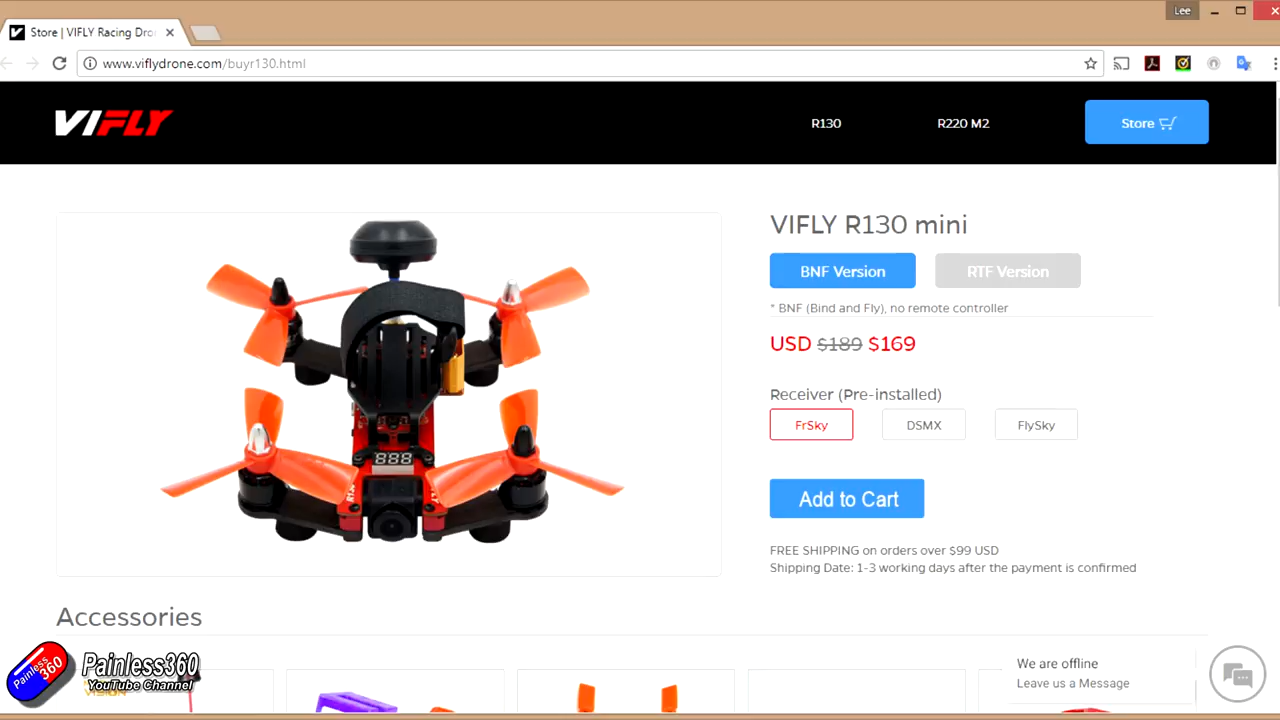 Lee
Store | VIFLY Racing Dro
www.viflydrone.com/buyr130.html
VIFLY
R130
R220 M2
Store
VIFLY R130 mini
BNF Version
RTF Version
* BNF (Bind and Fly), no remote controller
USD $189 $169
Receiver (Pre-installed)
FrSky
DSMX
FlySky
888
Add to Cart
FREE SHIPPING on orders over $99 USD
Shipping Date: 1-3 working days after the payment is confirmed
Accessories
Painless 360
Painless360
YouTube Channel
We are offline
Leave us a Message